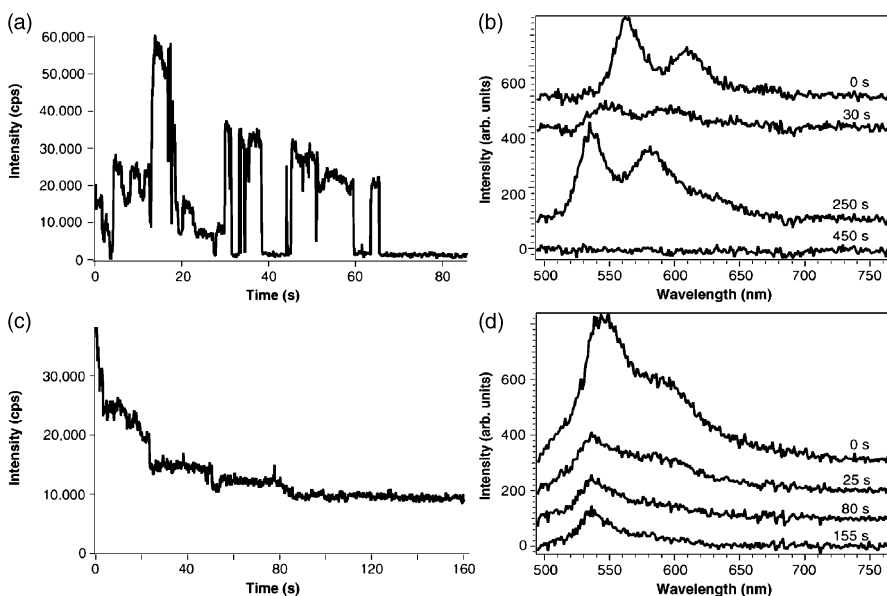 (a)
60,000
50,000
40,000
30,000
20,000
10.000
0
Intensity (cps)
0 20 40 60 80
Time (s)
(b)
600
400
200
0
Intensity (arb. units)
0 s
30 s
250 s
450 s
500 550 600 650 700 750
Wavelength (nm)
(c)
30,000
20,000
10.000
0
Intensity (cps)
0 40 80 120 160
Time (s)
(d)
600
400
200
0
Intensity (arb. units)
0 s
25 s
80 s
155 s
500 550 600 650 700 750
Wavelength (nm)